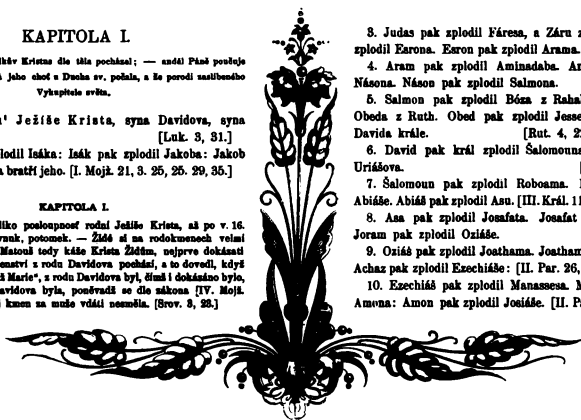 KAPITOLA I.
Kristus dle těla pocházel; — anděl Páně poučuje
jeho choť z Ducha sv. počala, a že porodí zaslíbeného
Vykupitele světa.
Ježíše Krista, syna Davidova, syna
[Luk. 3, 31.]
Isáka: Isák pak zplodil Jakoba: Jakob
bratří jeho. [I. Mojž. 21, 3. 25, 25. 29, 35.]
KAPITOLA I.
posloupnosť rodní Ježíše Krista, až po v. 16.
potomek. — Židé si na rodokmenech velmi
Matouš tedy káže Krista Židům, nejprve dokázati
z rodu Davidova pochází, a to dovedl, když
Marie", z rodu Davidova byl, čímž i dokázáno bylo,
byla, poněvadž se dle zákona [IV. Mojž.
kmen za muže vdáti nesměla. [Srov. 3, 23.]
3. Judas pak zplodil Fáresa, a Záru z
zplodil Esrona. Esron pak zplodil Arama.
4. Aram pak zplodil Aminadaba.
Násona. Náson pak zplodil Salmona.
5. Salmon pak zplodil Bóza z
Obeda z Ruth. Obed pak zplodil
Davida krále. [Rut. 4,
6. David pak král zplodil Šalomouna
Uriášova. [
7. Šalomoun pak zplodil Roboama.
Abiáše. Abiáš pak zplodil Asu. [III. Král. 11
8. Asa pak zplodil Josafata. Josafat
Joram pak zplodil Oziáše.
9. Oziáš pak zplodil Joathama.
Achaz pak zplodil Ezechiáše: [II. Par. 26,
10. Ezechiáš pak zplodil Manassesa.
Amona: Amon pak zplodil Josiáše. [II.